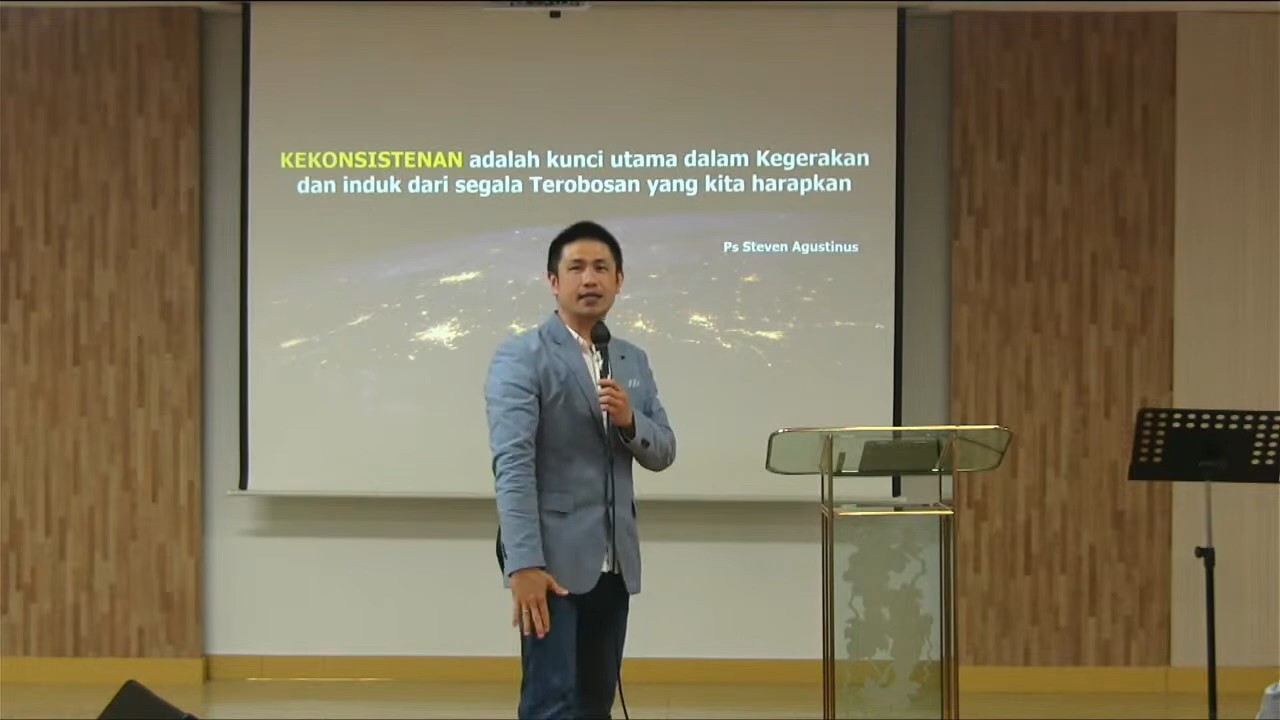 KEKONSISTENAN adalah kunci utama dalam Kegerakan
dan induk dari segala Terobosan yang kita harapkan
Ps Steven Agustinus